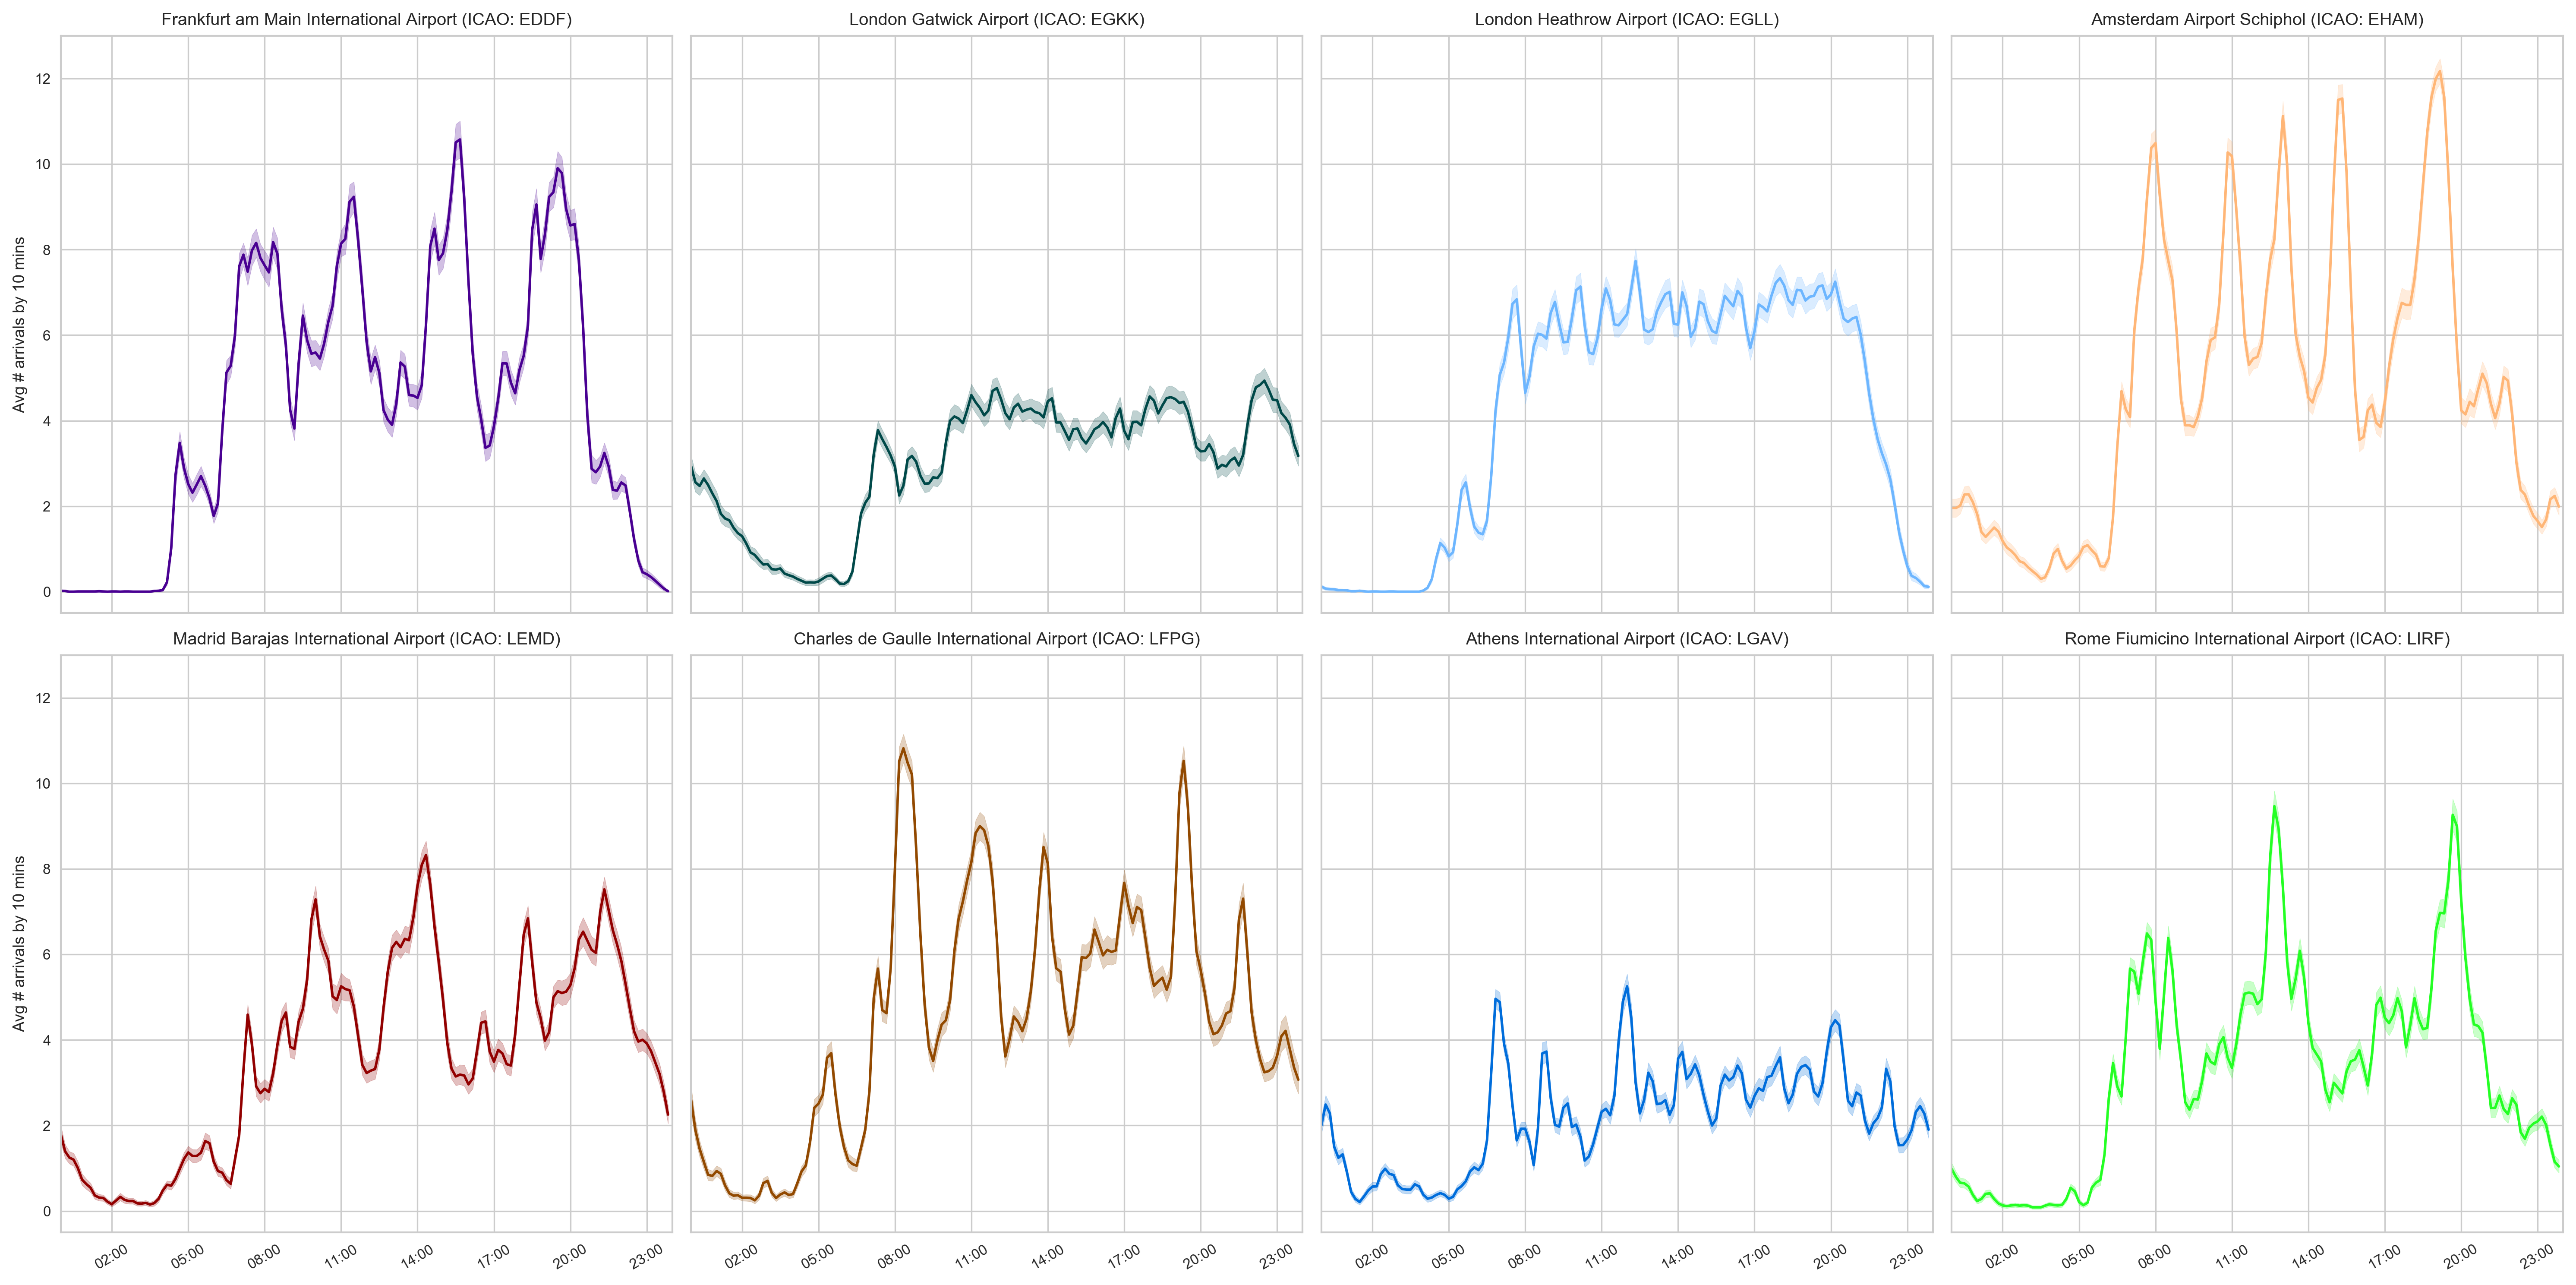 Frankfurt am Main International Airport (ICAO: EDDF)
London Gatwick Airport (ICAO: EGKK)
London Heathrow Airport (ICAO: EGLL)
Amsterdam Airport Schiphol (ICAO: EHAM)
Avg # arrivals by 10 mins
12
10
8
6
4
2
0
Madrid Barajas International Airport (ICAO: LEMD)
Charles de Gaulle International Airport (ICAO: LFPG)
Athens International Airport (ICAO: LGAV)
Rome Fiumicino International Airport (ICAO: LIRF)
Avg # arrivals by 10 mins
12
10
8
6
4
2
0
02:00 05:00 08:00 11:00 14:00 17:00 20:00 23:00 02:00 05:00 08:00 11:00 14:00 17:00 20:00 23:00 02:00 05:00 08:00 11:00 14:00 17:00 20:00 23:00 02:00 05:00 08:00 11:00 14:00 17:00 20:00 23:00